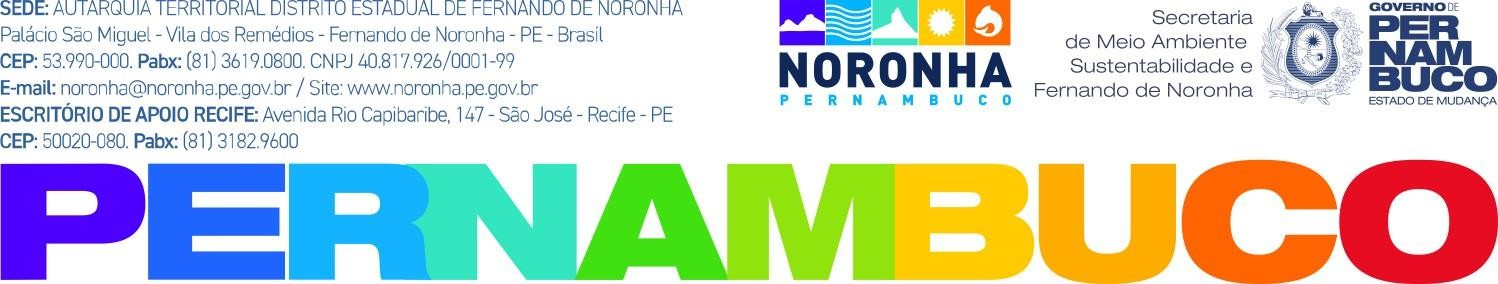 SEDE: AUTARQUIA TERRITORIAL DISTRITO ESTADUAL DE FERNANDO DE NORONHA
Palácio São Miguel - Vila dos Remédios - Fernando de Noronha - PE - Brasil
CEP: 53.990-000. Pabx: (81) 3619.0800. CNPJ 40.817.926/0001-99
E-mail: noronha@noronha.pe.gov.br / Site: www.noronha.pe.gov.br
ESCRITÓRIO DE APOIO RECIFE: Avenida Rio Capibaribe, 147 - São José - Recife - PE
CEP: 50020-080. Pabx: (81) 3182.9600
NORONHA
PERNAMBUCO
Secretaria
de Meio Ambiente
Sustentabilidade e
Fernando de Noronha
GOVERNO DE
PER
NAM
BUCO
ESTADO DE MUDANÇA
PERNAMBUCO